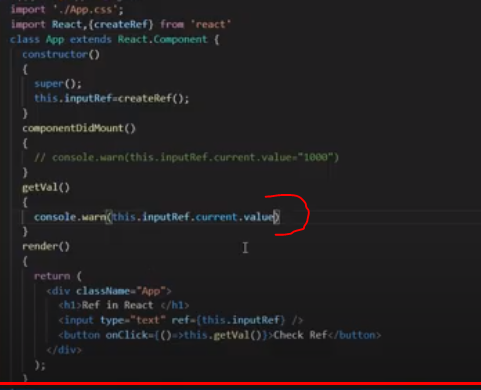 import './App.css';
import React,{createRef} from 'react'
class App extends React.Component {
constructor()
{
super();
this.inputRef=createRef();
}
componentDidMount()
{
// console.warn(this.inputRef.current.value="1000")
}
getVal()
{
console.warn(this.inputRef.current.value)
}
render()
{
return (
<div className="App">
<h1>Ref in React </h1>
<input type="text" ref={this.inputRef} />
<button onClick={()=>this.getVal()}>Check Ref</button>
</div>
);
}